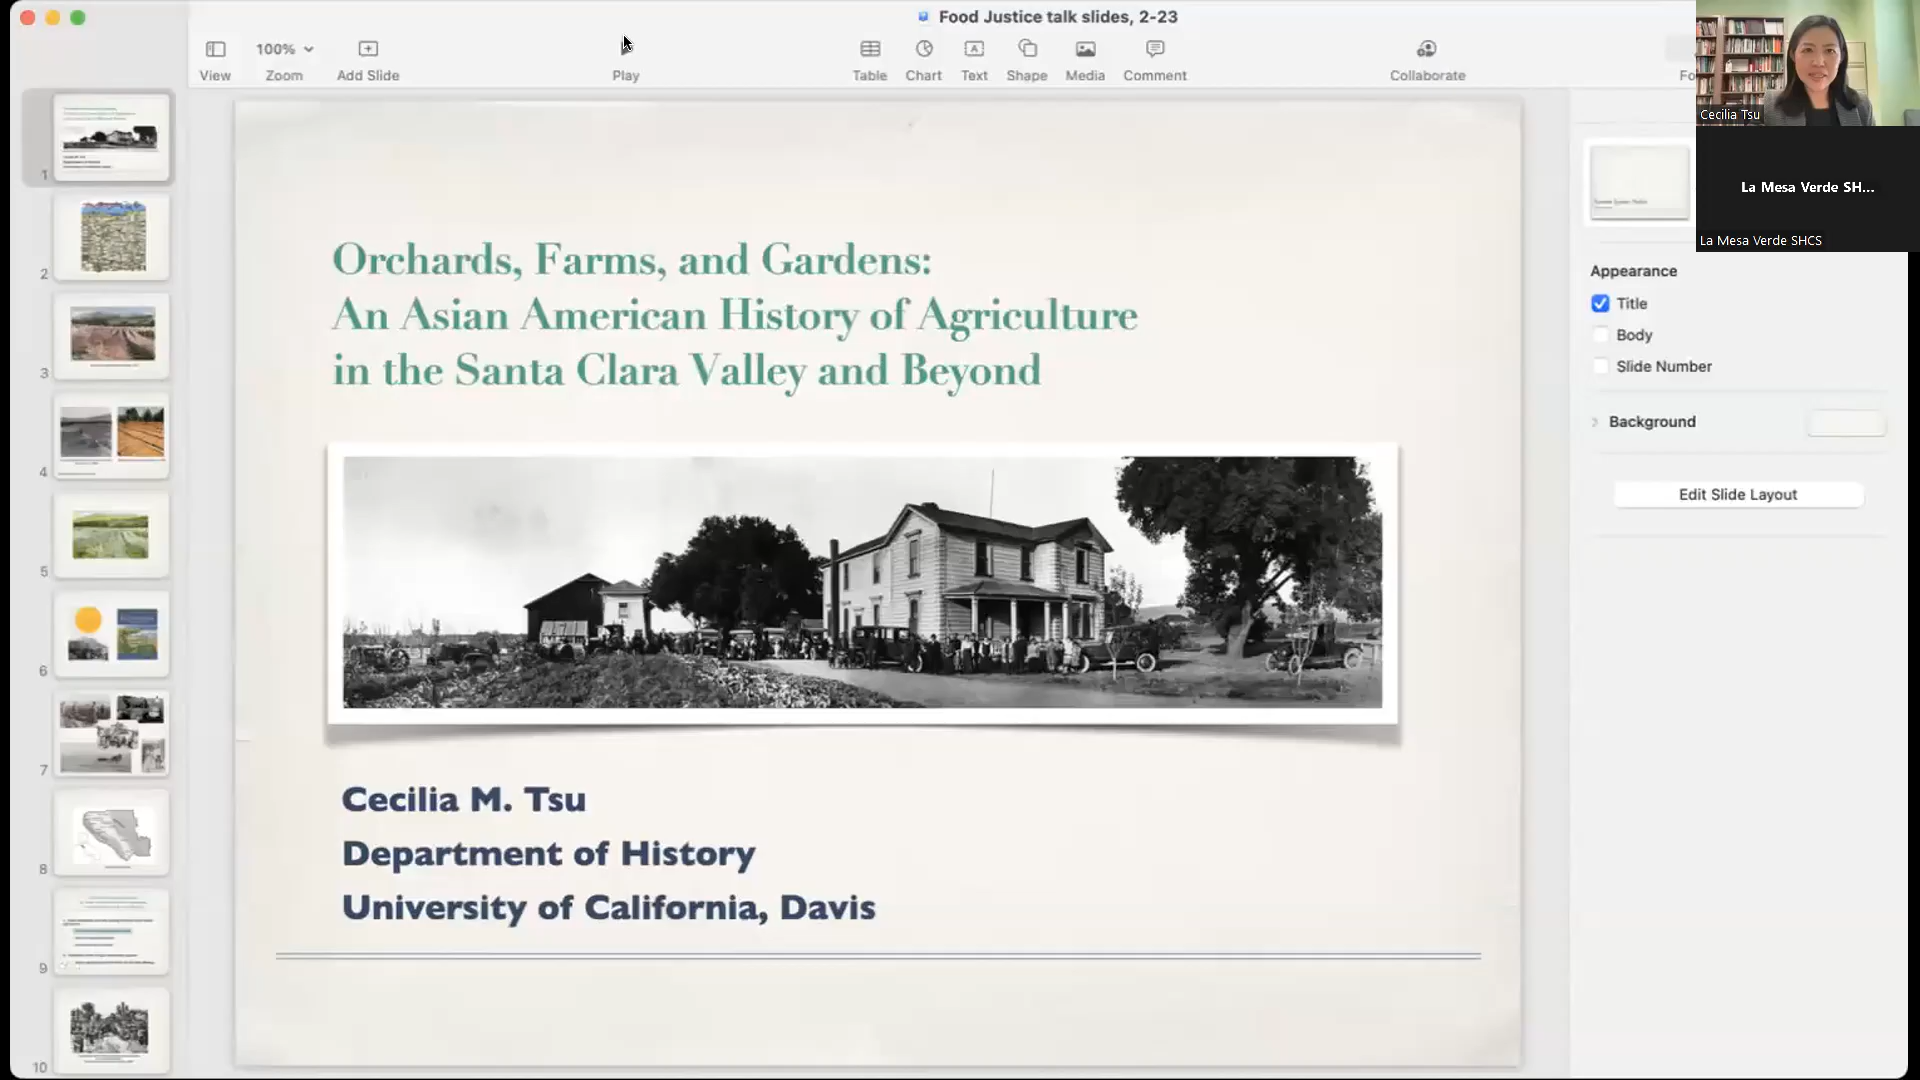 Food Justice talk slides, 2-23
100%
View
Zoom
Add Slide
Play
Table
Chart
Text
Shape
Media
Comment
Collaborate
Fo
Cecilia Tsu
La Mesa Verde SH...
La Mesa Verde SHCS
1
2
3
4
5
6
7
8
9
10
Orchards, Farms, and Gardens:
An Asian American History of Agriculture
in the Santa Clara Valley and Beyond
Cecilia M. Tsu
Department of History
University of California, Davis
Appearance
Title
Body
Slide Number
Background
Edit Slide Layout